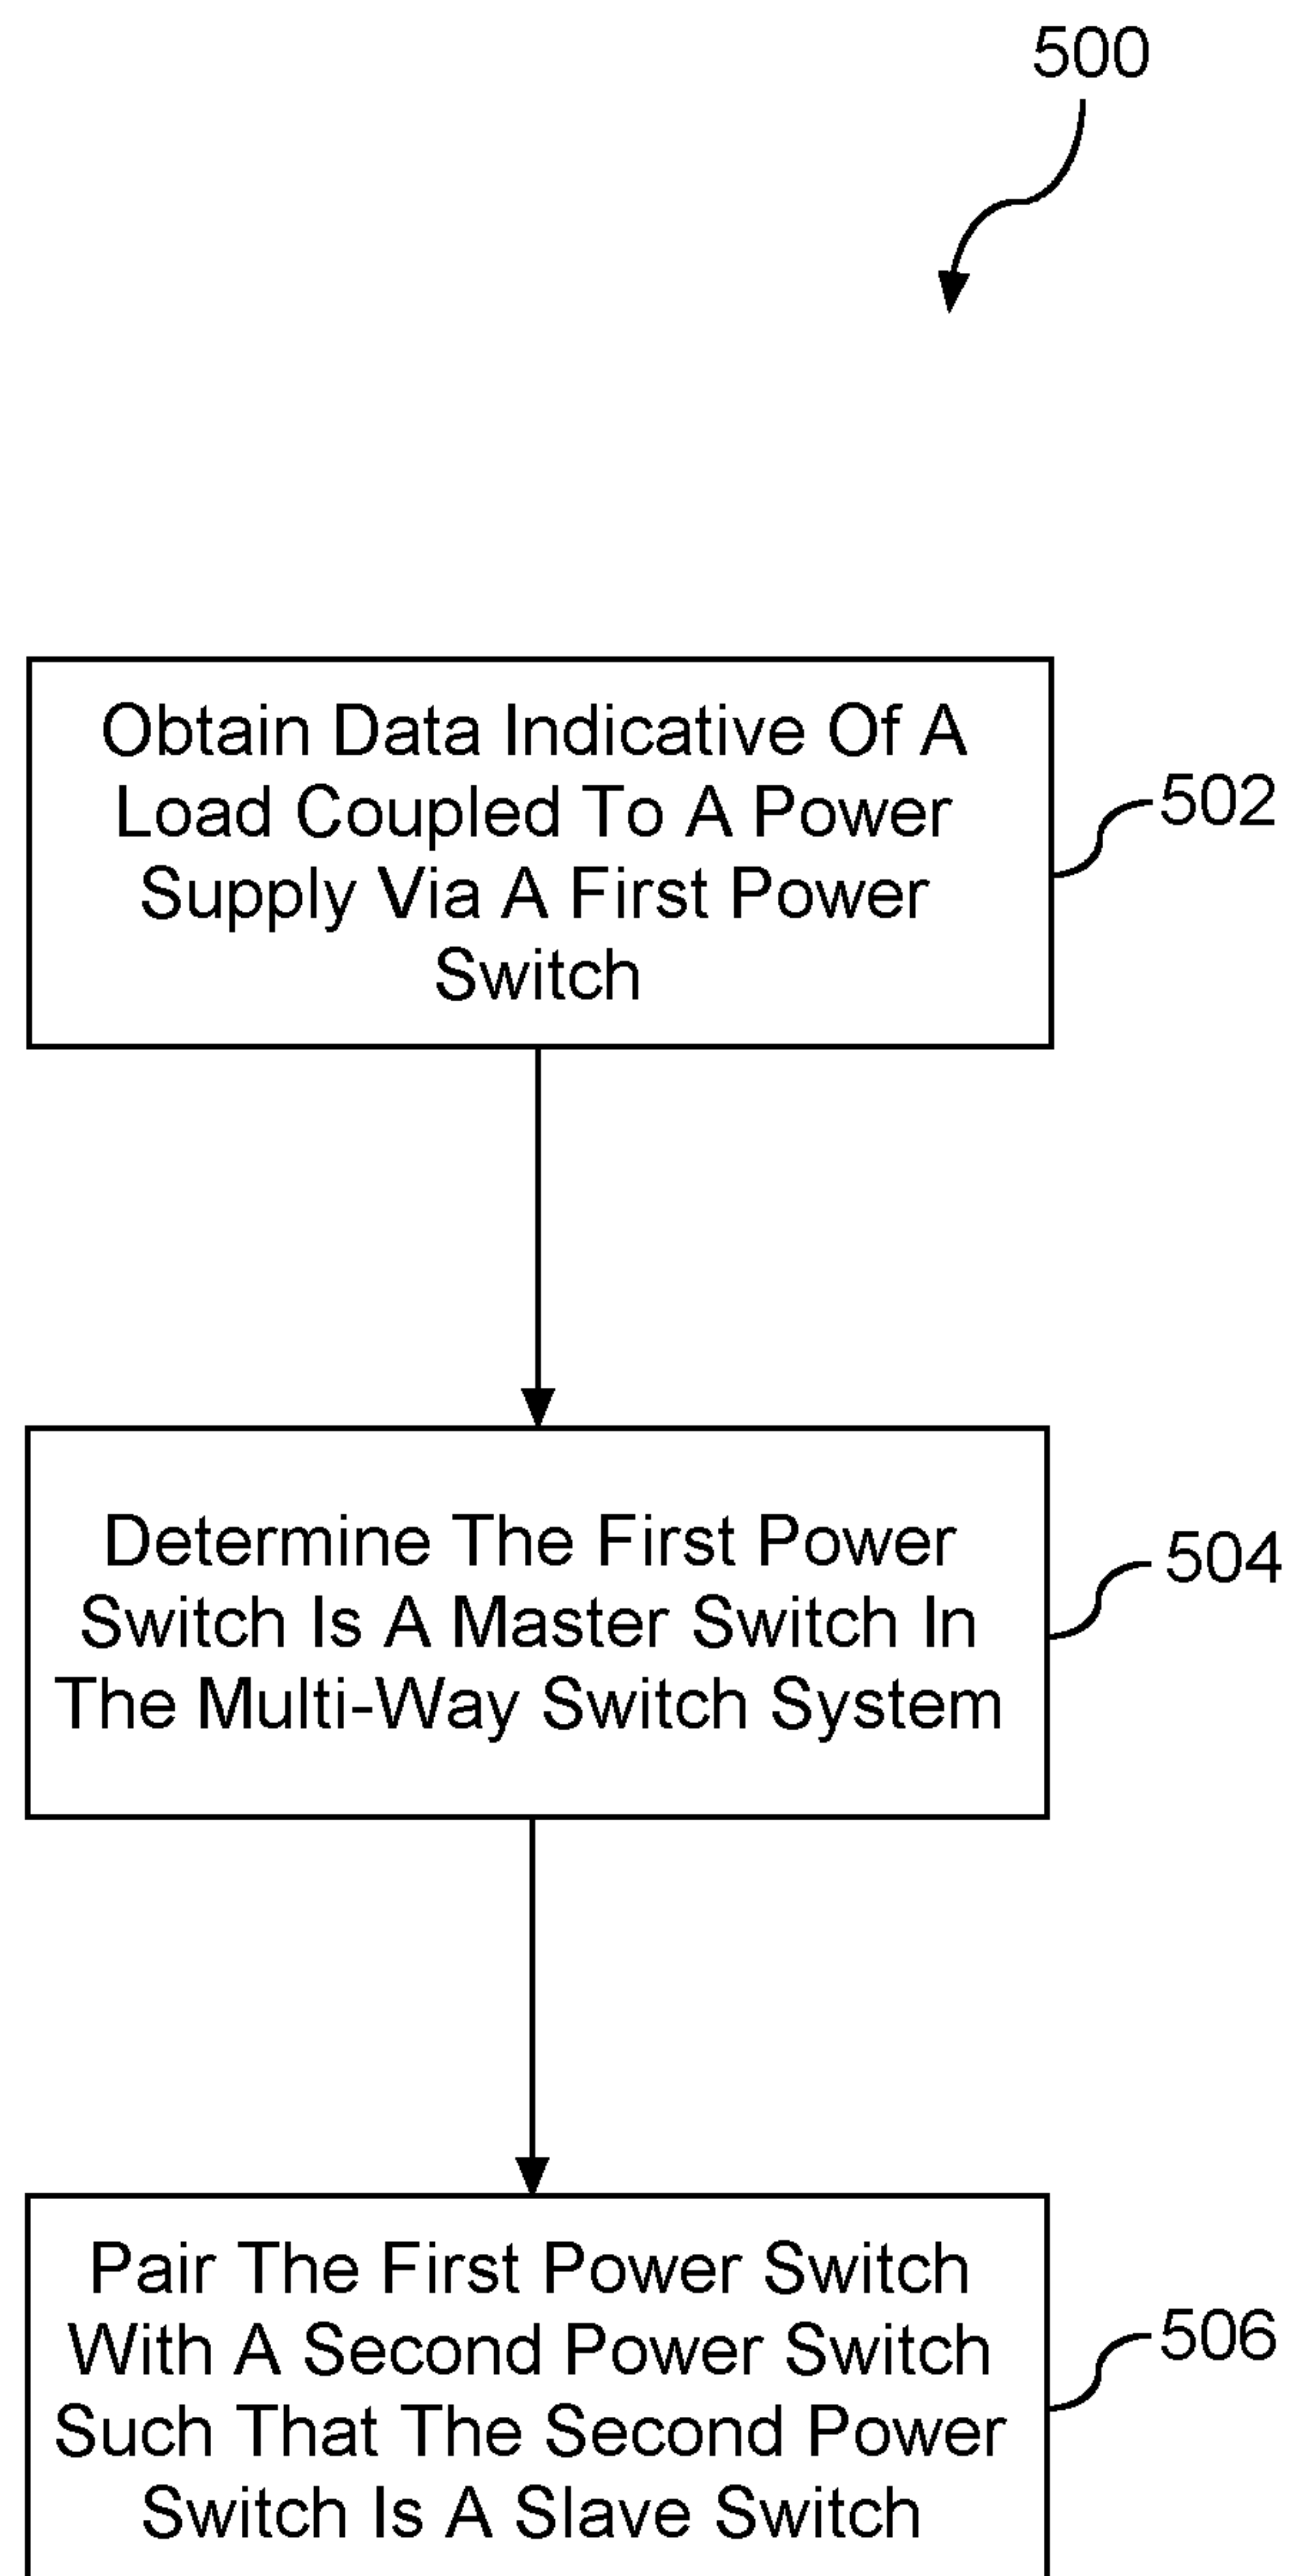 500
Obtain Data Indicative Of A
Load Coupled To A Power
Supply Via A First Power
Switch
502
Determine The First Power
Switch Is A Master Switch In
The Multi-Way Switch System
504
Pair The First Power Switch
With A Second Power Switch
Such That The Second Power
Switch Is A Slave Switch
506